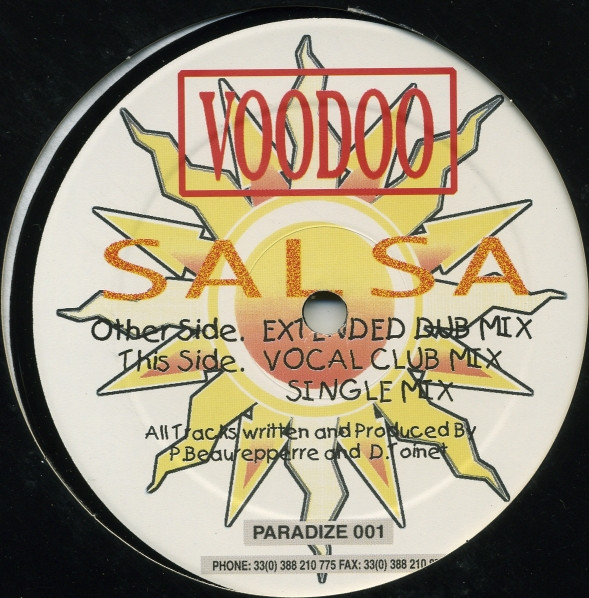 VOODOO
SALSA
Other Side. EXTENDED DUB MIX
This Side. VOCAL CLUB MIX
SINGLE MIX
All Tracks written and Produced By
P.Beaurepperre and D.Tomet
PARADIZE 001
PHONE: 33(0) 388 210 775 FAX: 33(0) 388 210